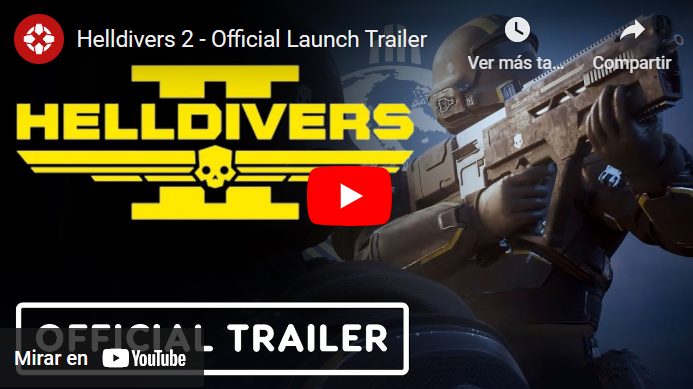 Helldivers 2 - Official Launch Trailer
Ver más ta...
Compartir
II
HELLDIVERS
OFFICIAL TRAILER
Mirar en YouTube